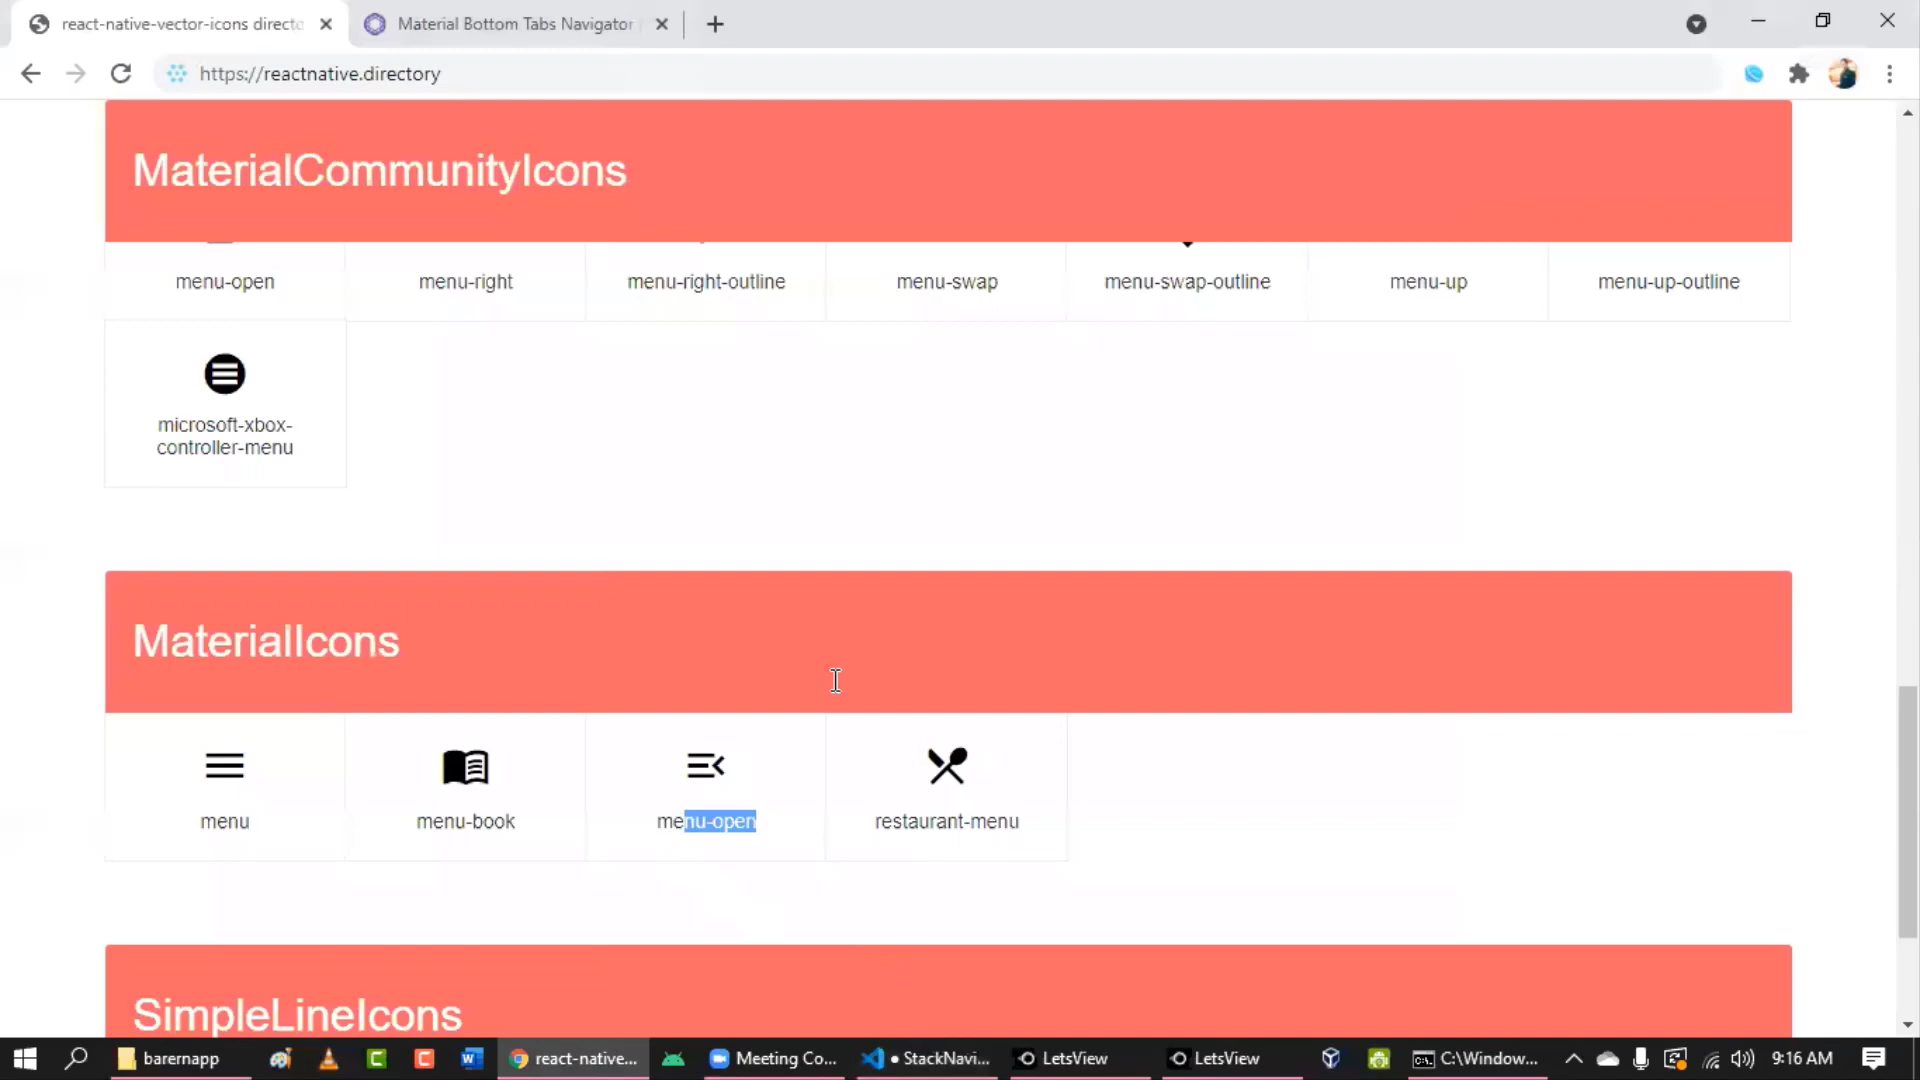 react-native-vector-icons directo
Material Bottom Tabs Navigator
https://reactnative.directory
MaterialCommunityIcons
menu-open
menu-right
menu-right-outline
menu-swap
menu-swap-outline
menu-up
menu-up-outline
microsoft-xbox-
controller-menu
MaterialIcons
menu
menu-book
menu-open
restaurant-menu
SimpleLineIcons
barernapp
react-native...
Meeting Co...
• StackNavi...
LetsView
LetsView
C:\Window...
9:16 AM